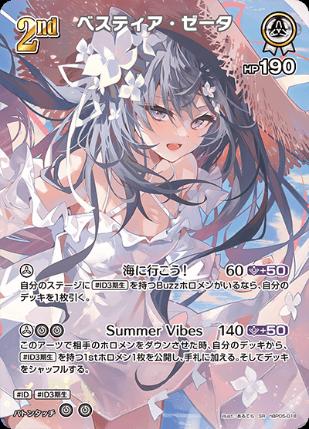 2nd
ベスティア・ゼータ
HP190
海に行こう! 60 +50
自分のステージに #ID3期生 を持つBuzzホロメンがいるなら、自分の
デッキを1枚引く。
Summer Vibes 140 +50
このアーツで相手のホロメンをダウンさせた時、自分のデッキから、
#ID3期生 を持つ1stホロメン1枚を公開し、手札に加える。そしてデッキ
をシャッフルする。
#ID #ID3期生
バトンタッチ
SR hBP05-018